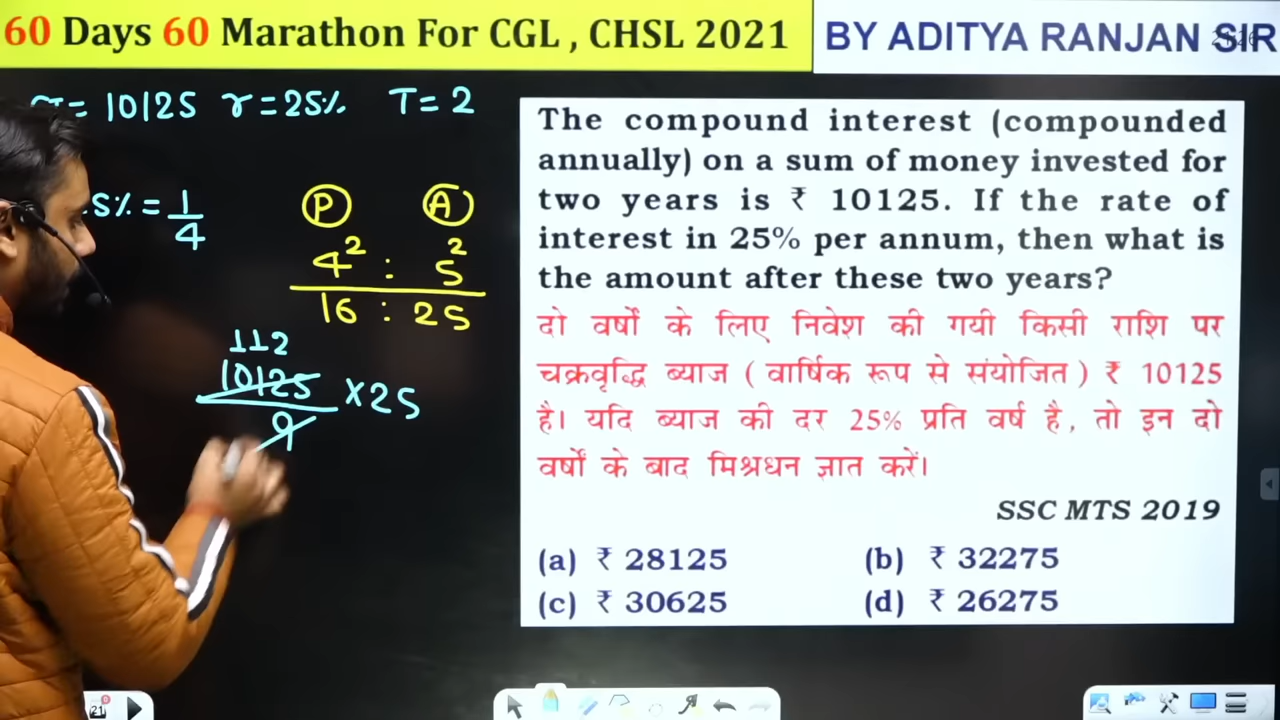 60 Days 60 Marathon For CGL , CHSL 2021
BY ADITYA RANJAN SIR
= 10125 r = 25% T = 2
5% = 1/4
P A
4² : 5²
16 : 25
112
10125
9
×25
The compound interest (compounded
annually) on a sum of money invested for
two years is ₹ 10125. If the rate of
interest in 25% per annum, then what is
the amount after these two years?
दो वर्षों के लिए निवेश की गयी किसी राशि पर
चक्रवृद्धि ब्याज ( वार्षिक रूप से संयोजित ) ₹ 10125
है। यदि ब्याज की दर 25% प्रति वर्ष है, तो इन दो
वर्षों के बाद मिश्रधन ज्ञात करें।
SSC MTS 2019
(a) ₹ 28125 (b) ₹ 32275
(c) ₹ 30625 (d) ₹ 26275
21